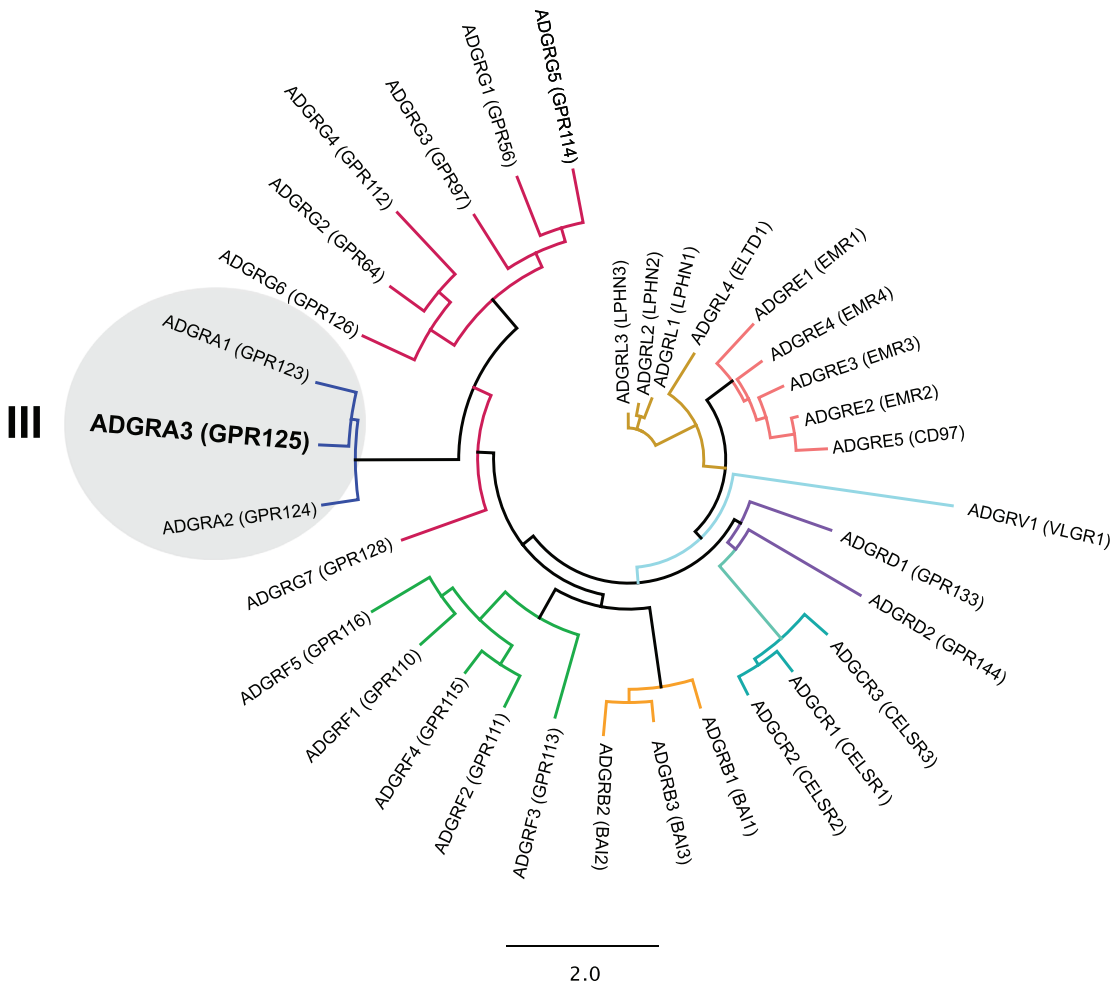 ADGRG5 (GPR114)
ADGRG1 (GPR56)
ADGRG3 (GPR97)
ADGRG4 (GPR112)
ADGRG2 (GPR64)
ADGRG6 (GPR126)
III
ADGRA1 (GPR123)
ADGRA3 (GPR125)
ADGRA2 (GPR124)
ADGRG7 (GPR128)
ADGRF5 (GPR116)
ADGRF1 (GPR110)
ADGRF4 (GPR115)
ADGRF2 (GPR111)
ADGRF3 (GPR113)
ADGRB2 (BAI2)
ADGRB3 (BAI3)
ADGRB1 (BAI1)
ADGCR2 (CELSR2)
ADGCR1 (CELSR1)
ADGCR3 (CELSR3)
ADGRD2 (GPR144)
ADGRD1 (GPR133)
ADGRV1 (VLGR1)
ADGRE5 (CD97)
ADGRE2 (EMR2)
ADGRE3 (EMR3)
ADGRE4 (EMR4)
ADGRE1 (EMR1)
ADGRL4 (ELTD1)
ADGRL1 (LPHN1)
ADGRL2 (LPHN2)
ADGRL3 (LPHN3)
2.0